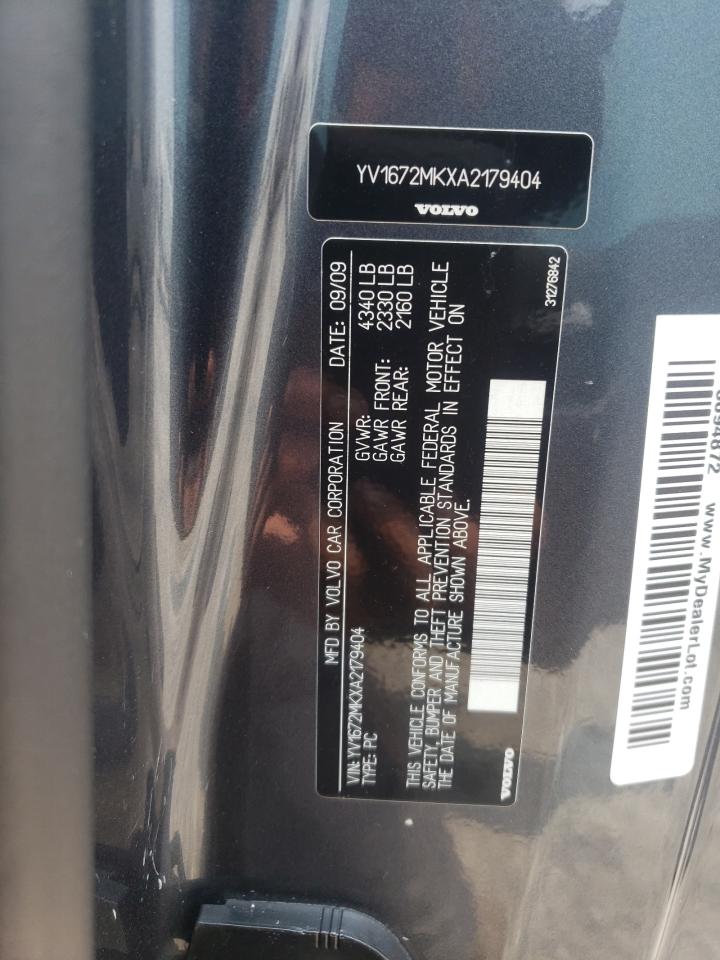 YV1672MKXA2179404
VOLVO
MFD BY VOLVO CAR CORPORATION DATE: 09/09
VIN: YV1672MKXA2179404
TYPE: PC
GVWR: 4340 LB
GAWR FRONT: 2330 LB
GAWR REAR: 2160 LB
THIS VEHICLE CONFORMS TO ALL APPLICABLE FEDERAL MOTOR VEHICLE
SAFETY, BUMPER AND THEFT PREVENTION STANDARDS IN EFFECT ON
THE DATE OF MANUFACTURE SHOWN ABOVE.
VOLVO
31276842
www.MyDealerLot.com